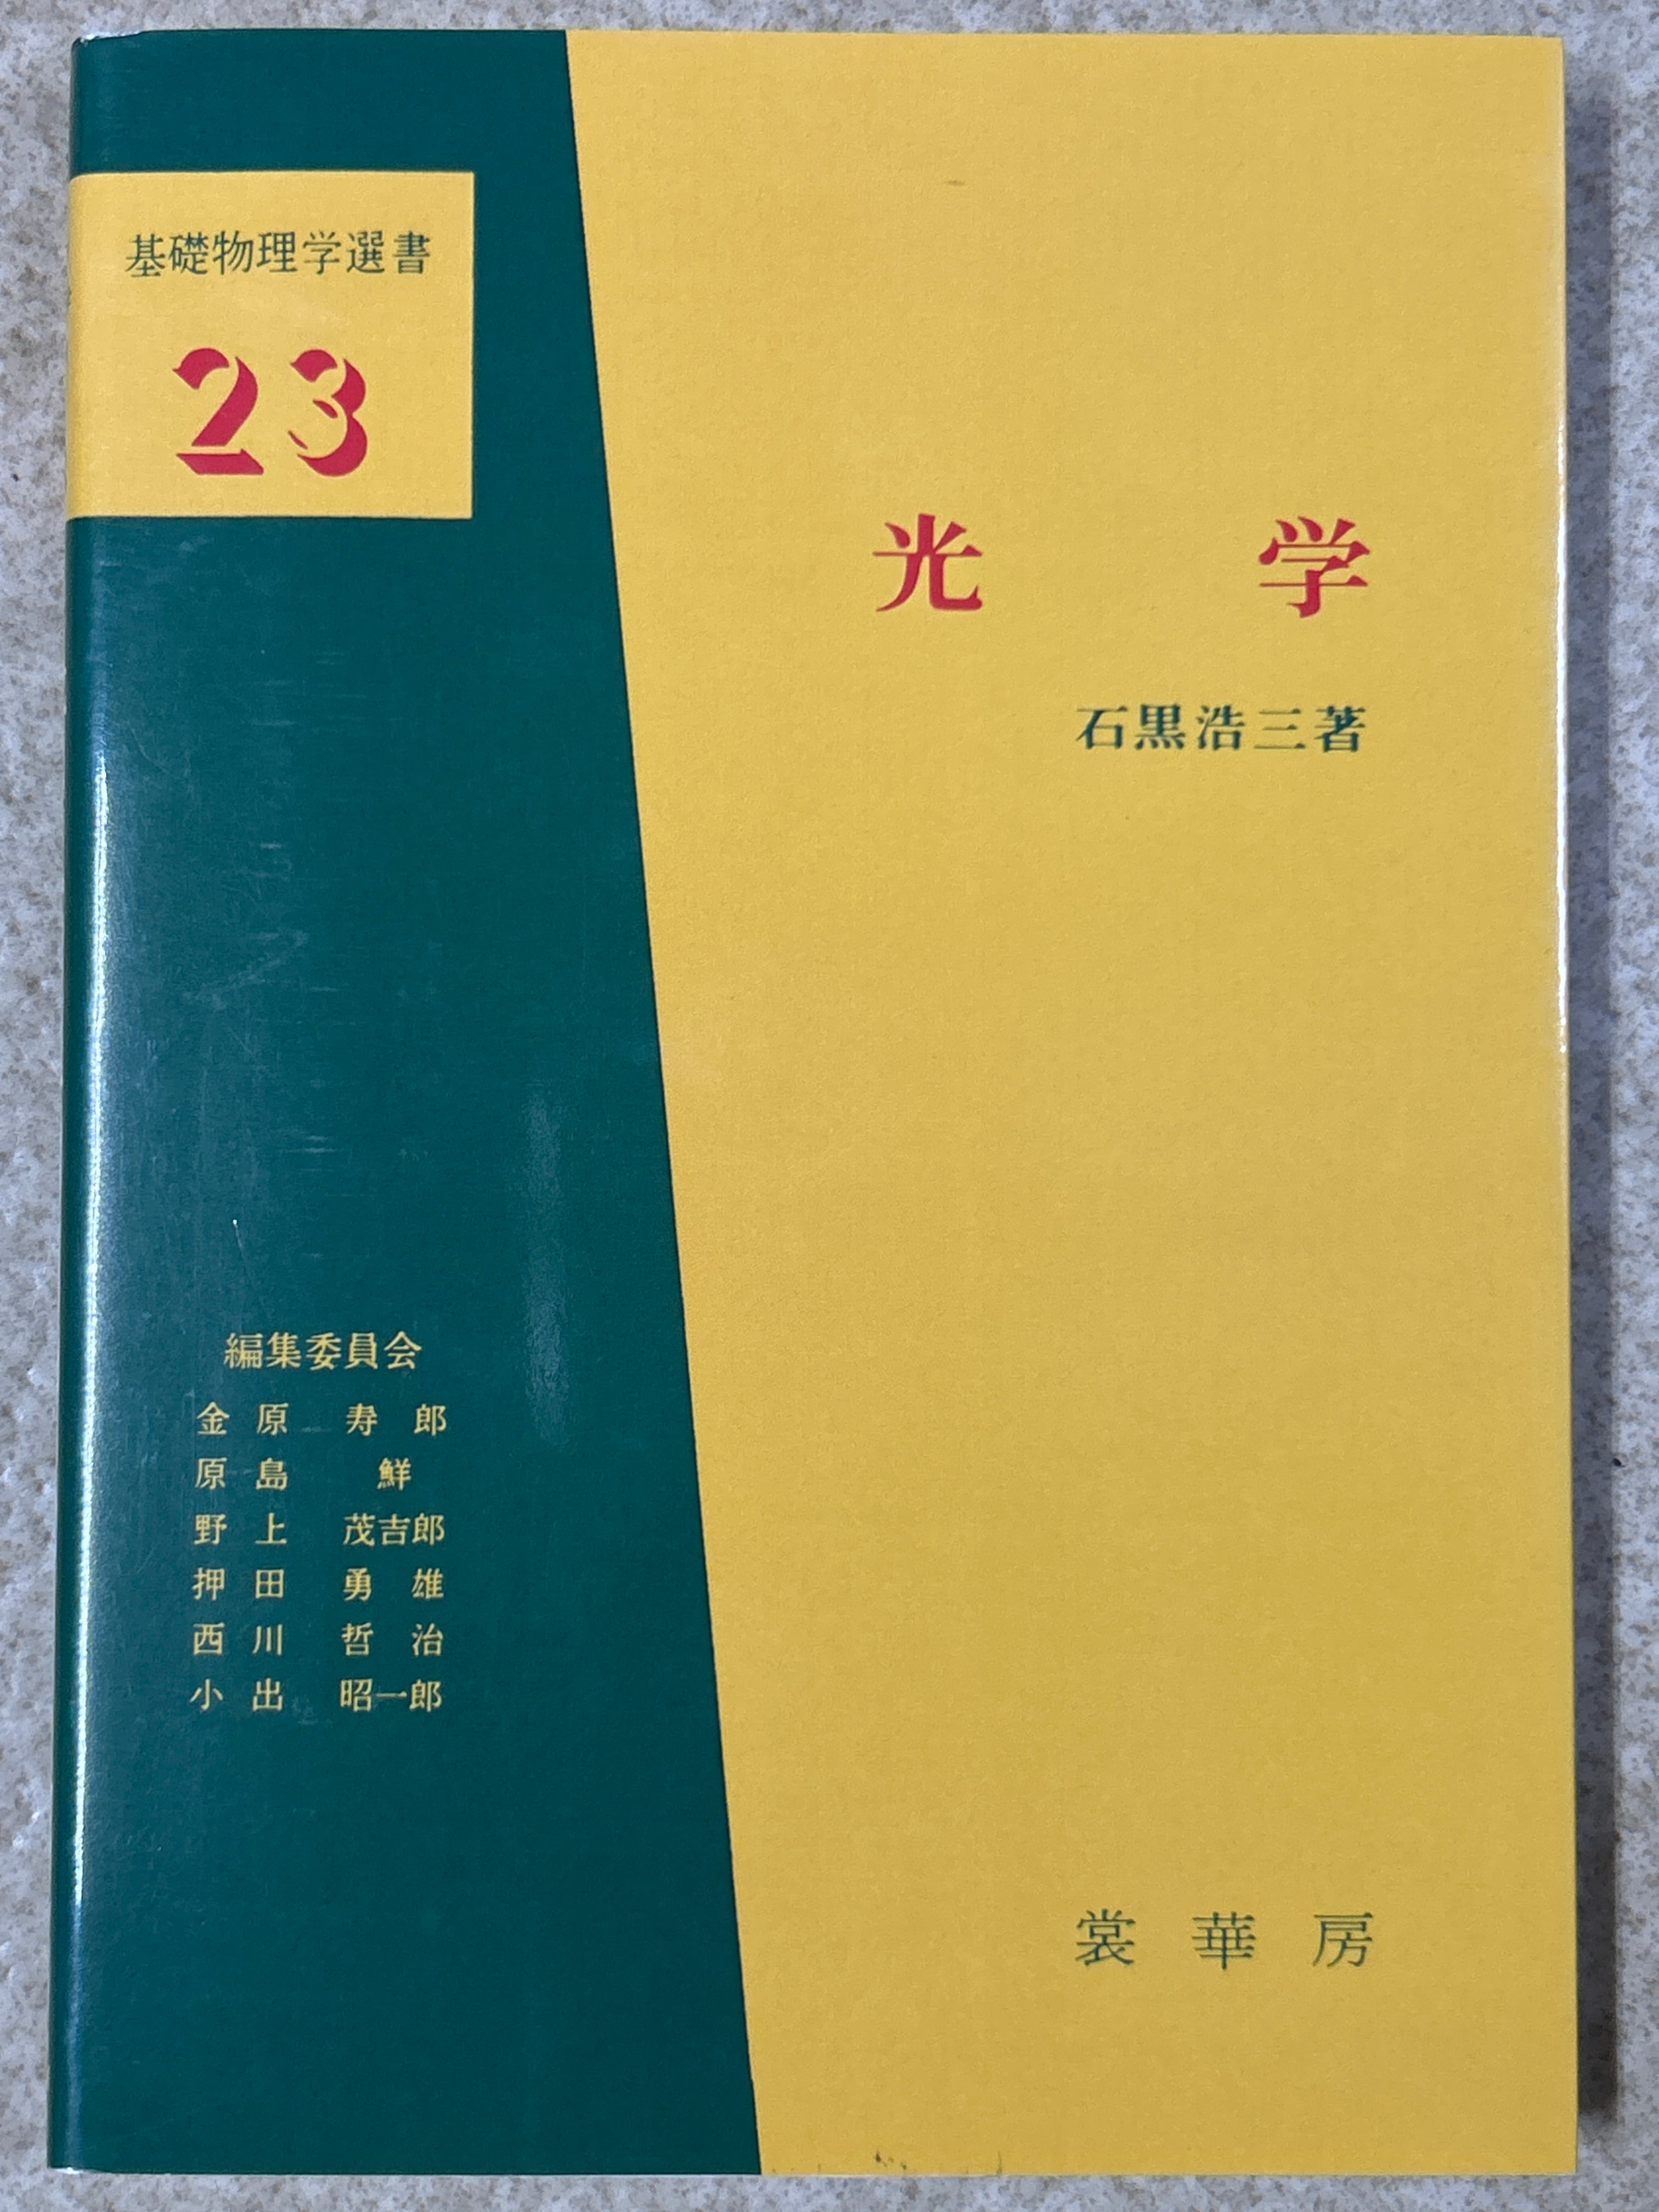 基礎物理学選書
23
光学
石黒浩三著
編集委員会
金原 寿郎
原島 鮮
野上 茂吉郎
押田 勇雄
西川 哲治
小出 昭一郎
裳華房